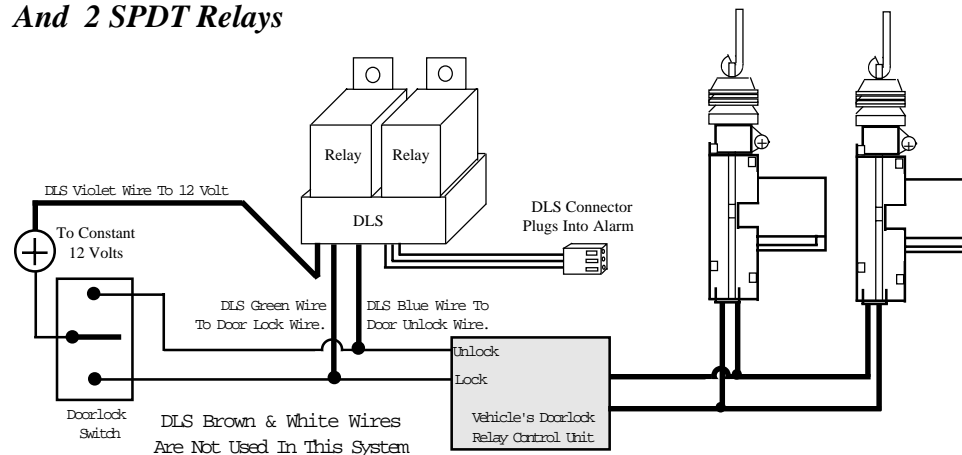 And 2 SPDT Relays
Relay Relay
DLS
DLS Violet Wire To 12 Volt
To Constant
12 Volts
DLS Connector
Plugs Into Alarm
DLS Green Wire
To Door Lock Wire.
DLS Blue Wire To
Door Unlock Wire.
Unlock
Lock
Vehicle's Doorlock
Relay Control Unit
Doorlock
Switch
DLS Brown & White Wires
Are Not Used In This System